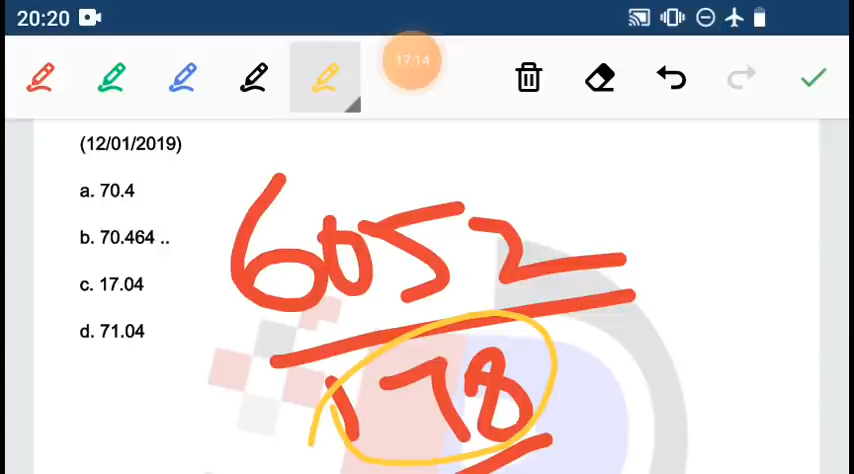 20:20
17:14
(12/01/2019)
a. 70.4
b. 70.464 ..
c. 17.04
d. 71.04
6052
178